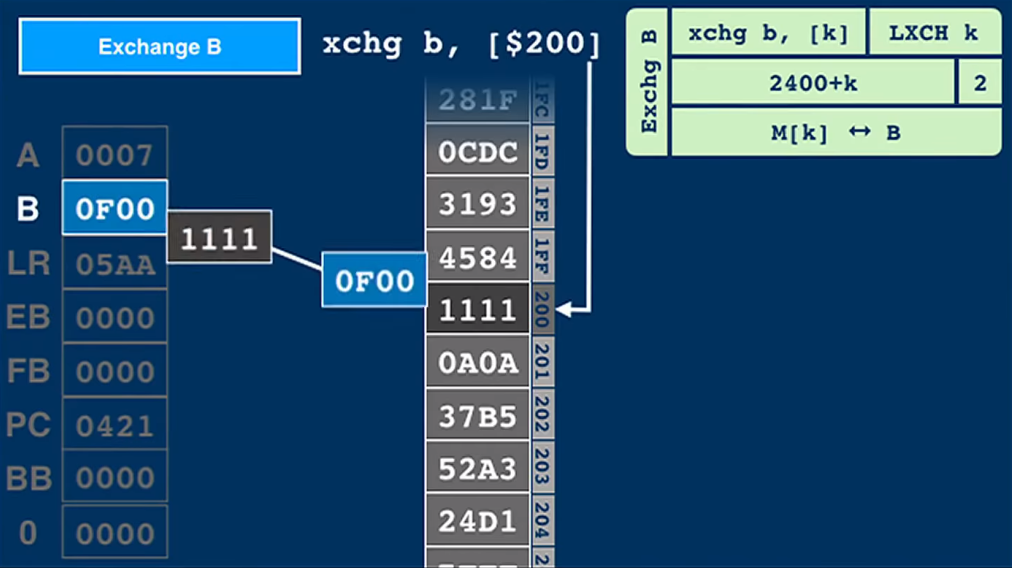 Exchange B
xchg b, [$200]
Exchg B
xchg b, [k]
LXCH k
2400+k
2
M[k] ↔ B
A 0007
B 0F00
LR 05AA
EB 0000
FB 0000
PC 0421
BB 0000
0 0000
1111
0F00
281F 1FC
0CDC 1FD
3193 1FE
4584 1FF
1111 200
0A0A 201
37B5 202
52A3 203
24D1 204